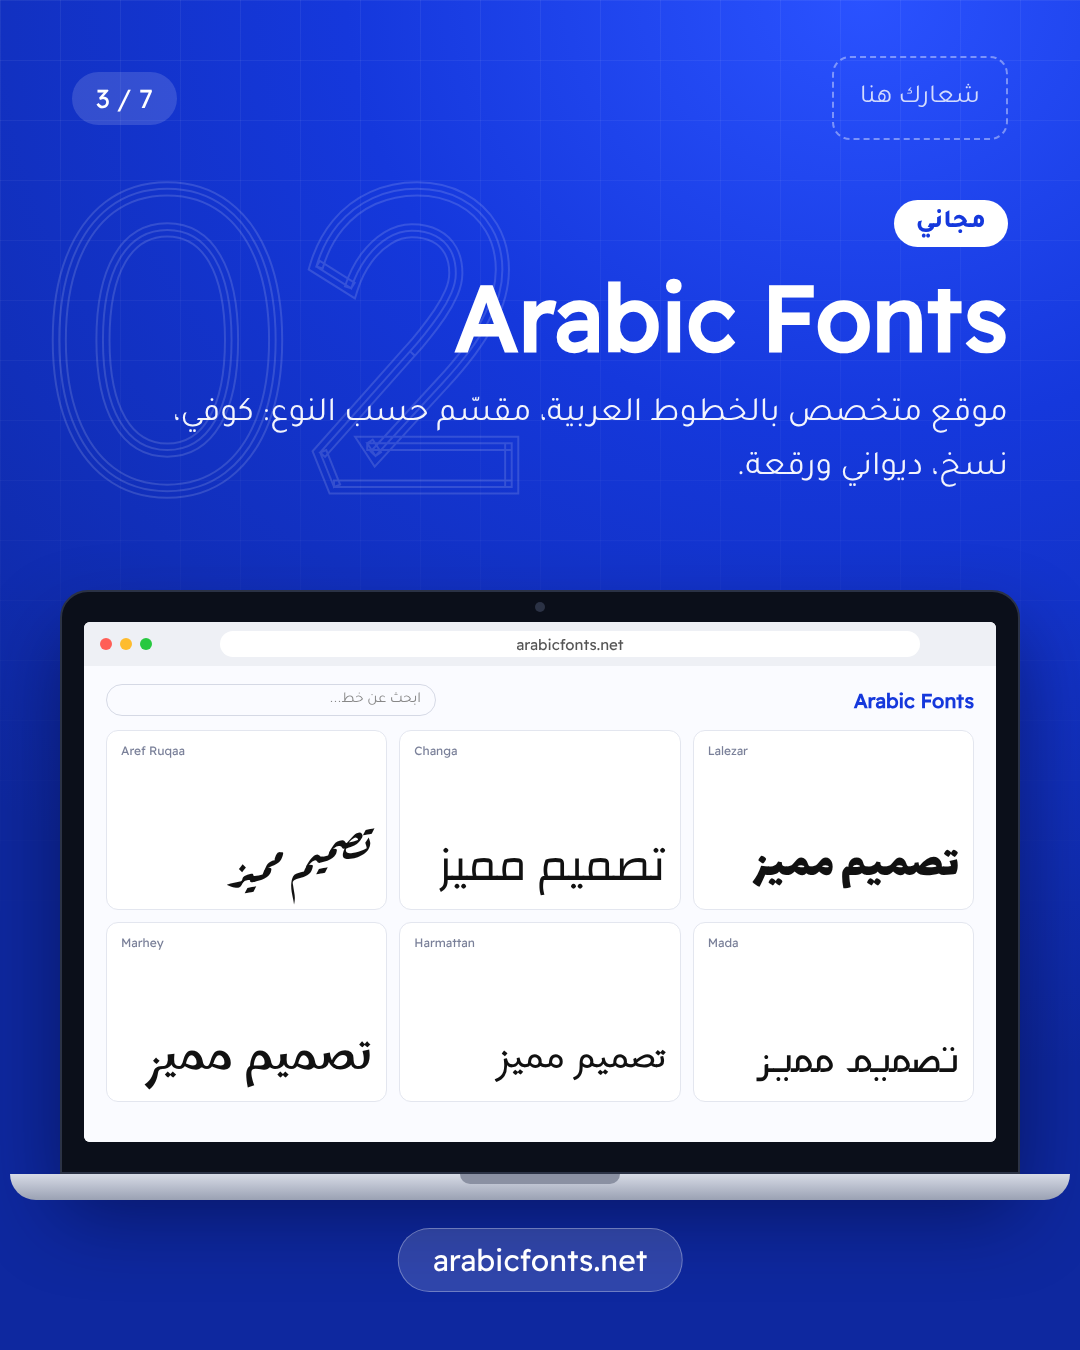 شعارك هنا
3 / 7
02
مجاني
Arabic Fonts
موقع متخصص بالخطوط العربية، مقسّم حسب النوع: كوفي،
نسخ، ديواني ورقعة.
arabicfonts.net
Arabic Fonts
ابحث عن خط...
Lalezar
تصميم مميز
Changa
تصميم مميز
Aref Ruqaa
تصميم مميز
Mada
تصميم مميز
Harmattan
تصميم مميز
Marhey
تصميم مميز
arabicfonts.net